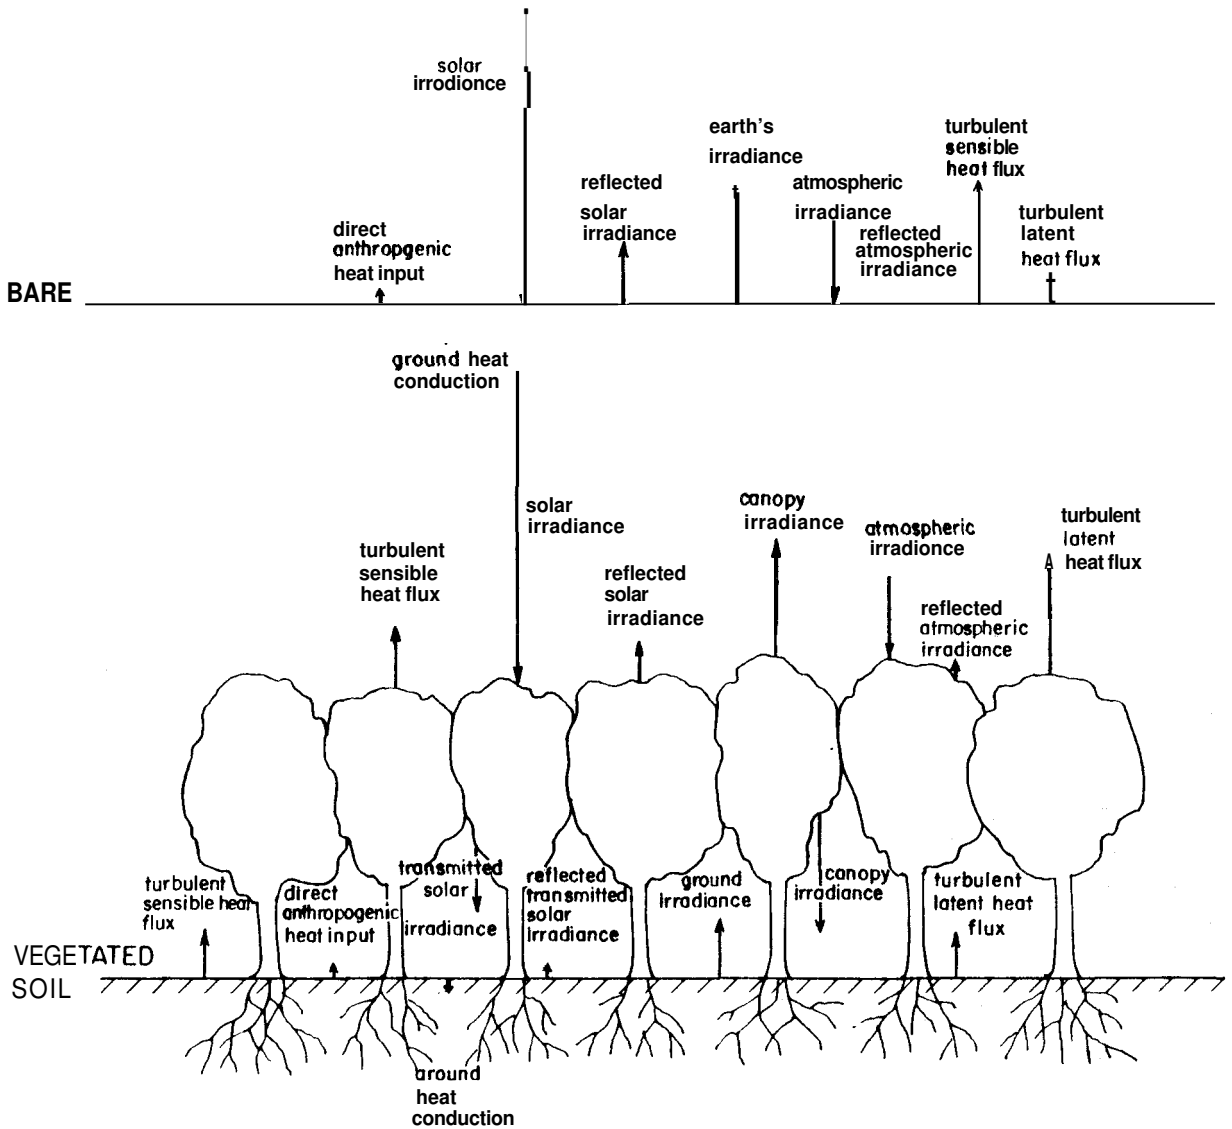 solar
irrodionce
earth's
irradiance
turbulent
sensible
heat flux
reflected
solar
irradiance
atmospheric
irradiance
reflected
atmospheric
irradiance
turbulent
latent
heat flux
direct
anthropgenic
heat input
BARE
ground heat
conduction
solar
irradiance
canopy
irradiance
atmospheric
irradionce
turbulent
latent
heat flux
turbulent
sensible
heat flux
reflected
solar
irradiance
reflected
atmospheric
irradiance
turbulent
sensible heat
flux
direct
anthropogenic
heat input
transmitted
solar
irradiance
reflected
transmitted
solar
irradiance
ground
irradiance
canopy
irradiance
turbulent
latent heat
flux
VEGETATED
SOIL
around
heat
conduction